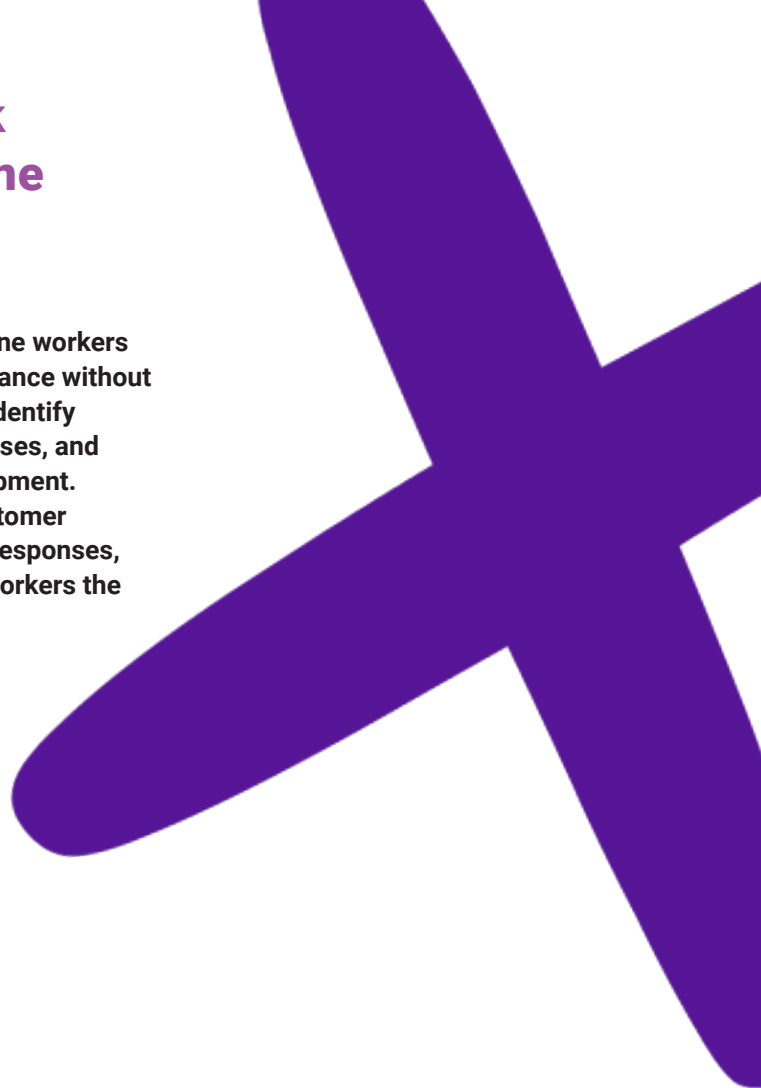 k
ne
ne workers
ance without
dentify
ses, and
pment.
tomer
esponses,
orkers the